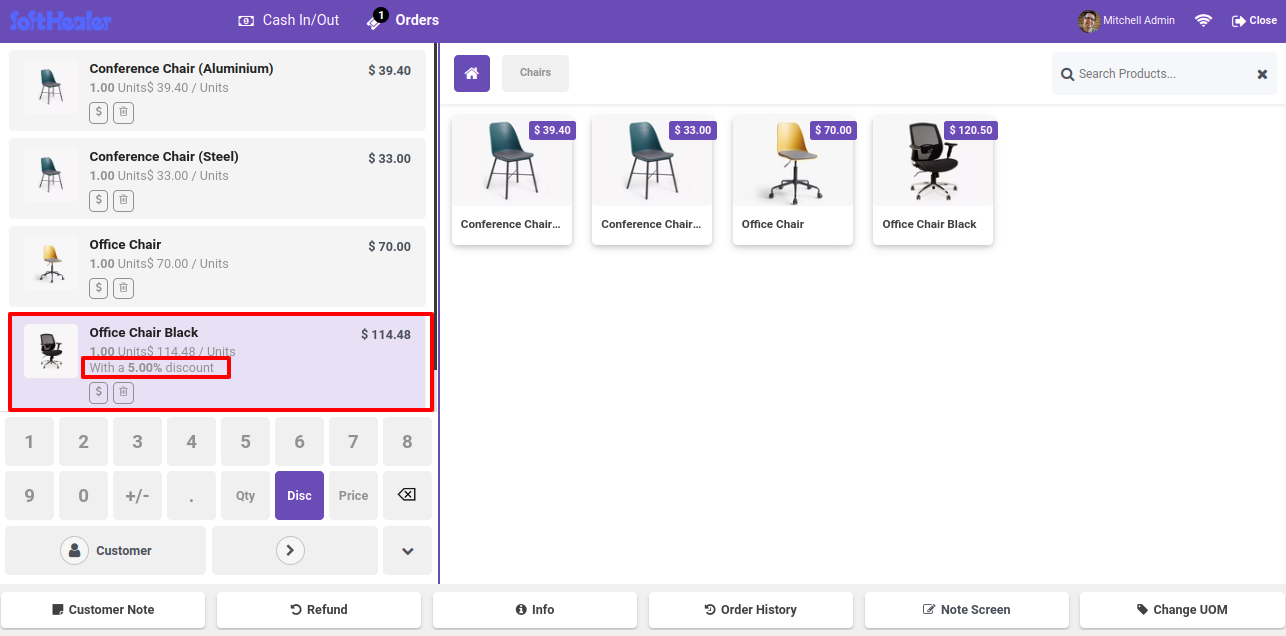 SoftHealer
Cash In/Out
1
Orders
Mitchell Admin
Close
Conference Chair (Aluminium)
$ 39.40
1.00 Units$ 39.40 / Units
$
Conference Chair (Steel)
$ 33.00
1.00 Units$ 33.00 / Units
$
Office Chair
$ 70.00
1.00 Units$ 70.00 / Units
$
Office Chair Black
$ 114.48
1.00 Units$ 114.48 / Units
With a 5.00% discount
$
1 2 3 4 5 6 7 8
9 0 +/- . Qty Disc Price
Customer
Chairs
Search Products...
$ 39.40
Conference Chair...
$ 33.00
Conference Chair...
$ 70.00
Office Chair
$ 120.50
Office Chair Black
Customer Note
Refund
Info
Order History
Note Screen
Change UOM